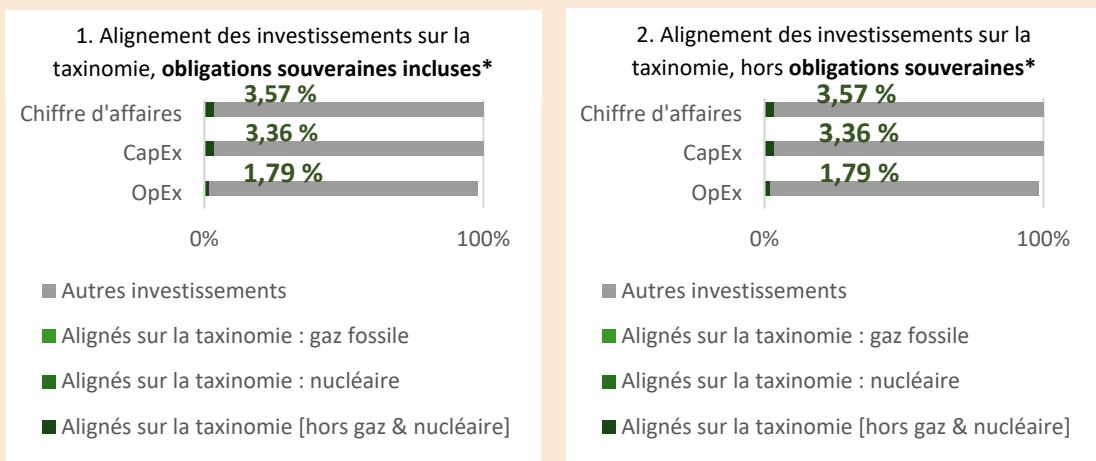 1. Alignement des investissements sur la
taxinomie, obligations souveraines incluses*
3,57 %
Chiffre d'affaires
3,36 %
CapEx
1,79 %
OpEx
0%
100%
Autres investissements
Alignés sur la taxinomie : gaz fossile
Alignés sur la taxinomie : nucléaire
Alignés sur la taxinomie [hors gaz & nucléaire]
2. Alignement des investissements sur la
taxinomie, hors obligations souveraines*
3,57 %
Chiffre d'affaires
3,36 %
CapEx
1,79 %
OpEx
0%
100%
Autres investissements
Alignés sur la taxinomie : gaz fossile
Alignés sur la taxinomie : nucléaire
Alignés sur la taxinomie [hors gaz & nucléaire]